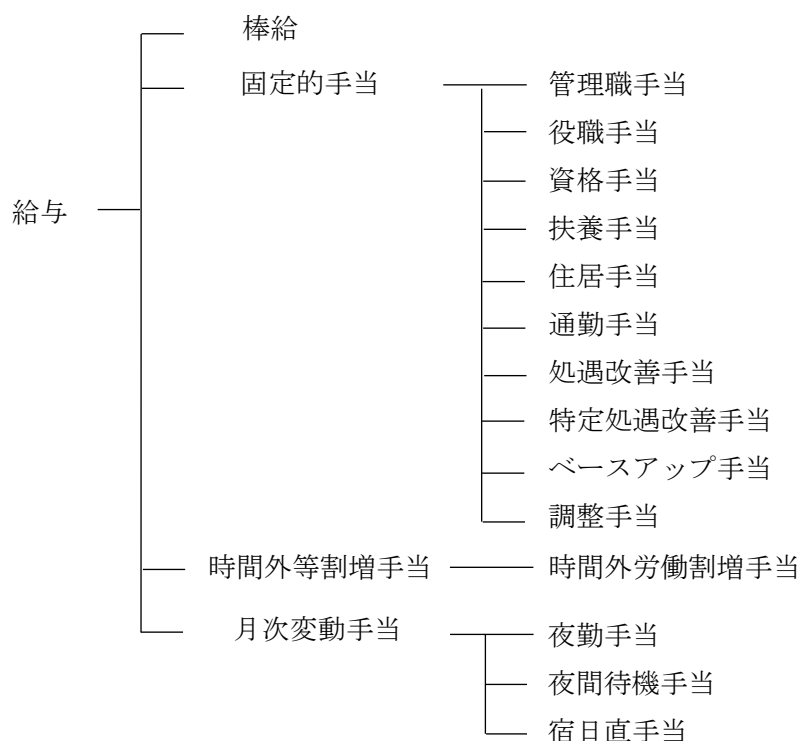 棒給
固定的手当
管理職手当
役職手当
資格手当
給与
扶養手当
住居手当
通勤手当
処遇改善手当
特定処遇改善手当
ベースアップ手当
調整手当
時間外等割増手当
時間外労働割増手当
月次変動手当
夜勤手当
夜間待機手当
宿日直手当